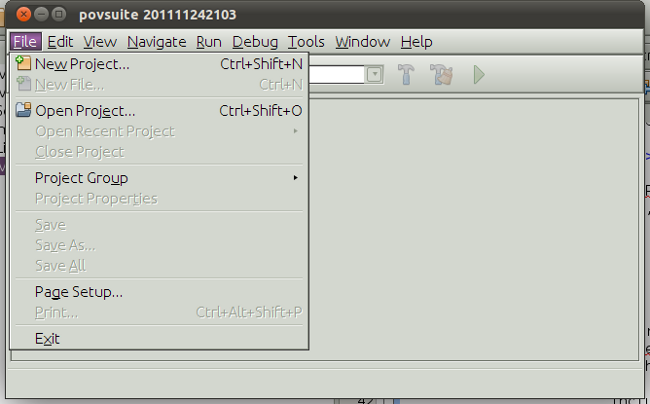 povsuite 201111242103
File Edit View Navigate Run Debug Tools Window Help
New Project... Ctrl+Shift+N
New File... Ctrl+N
Open Project... Ctrl+Shift+O
Open Recent Project
Close Project
Project Group
Project Properties
Save
Save As...
Save All
Page Setup...
Print... Ctrl+Alt+Shift+P
Exit